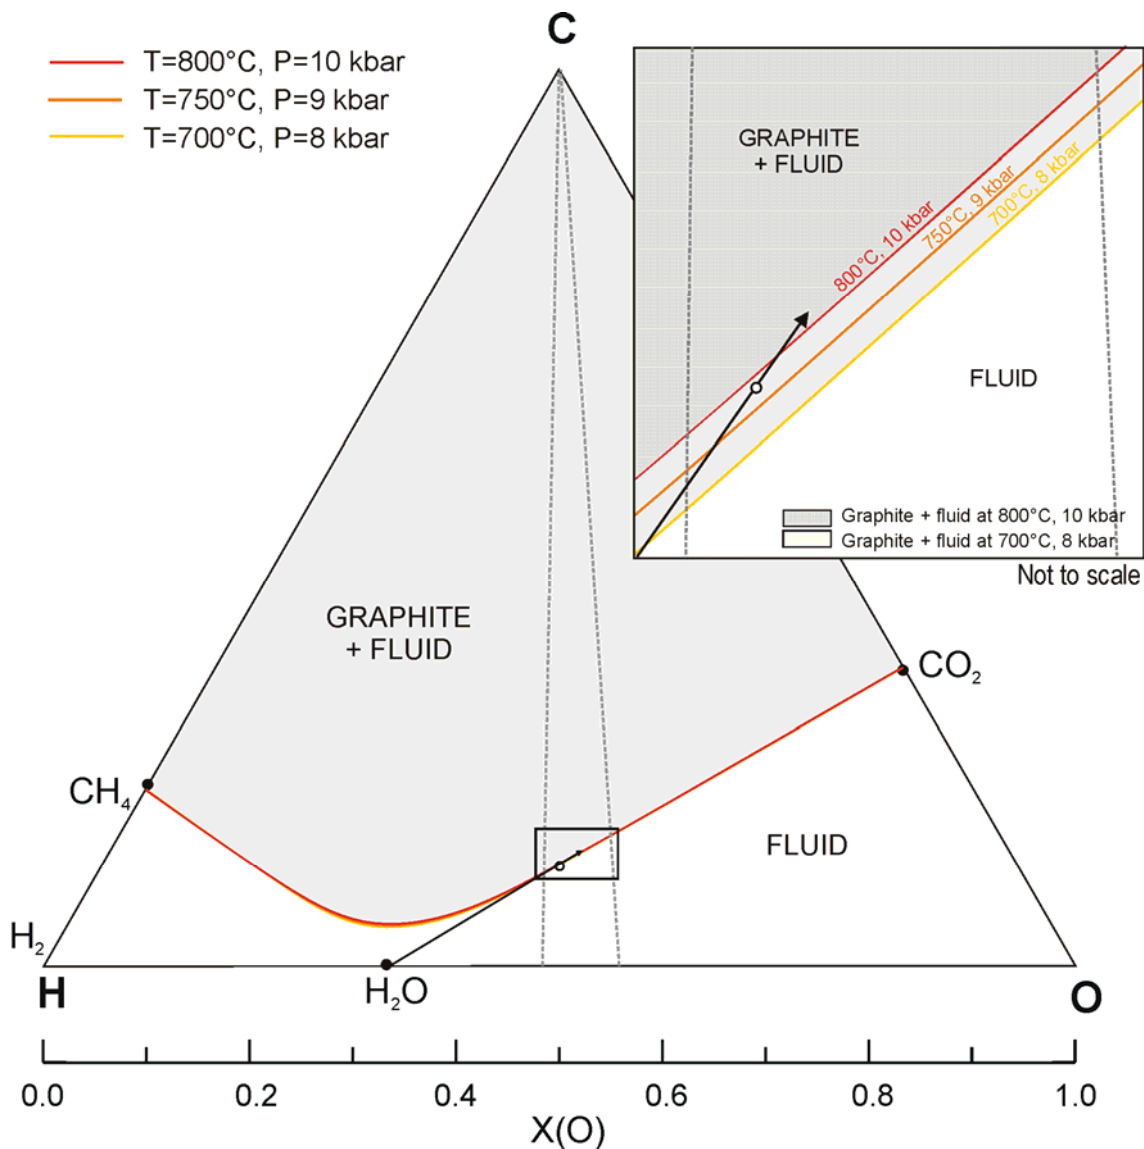 C
T=800°C, P=10 kbar
T=750°C, P=9 kbar
T=700°C, P=8 kbar
GRAPHITE
+ FLUID
800°C, 10 kbar
750°C, 9 kbar
700°C, 8 kbar
FLUID
Graphite + fluid at 800°C, 10 kbar
Graphite + fluid at 700°C, 8 kbar
Not to scale
GRAPHITE
+ FLUID
CO₂
CH₄
FLUID
H₂
H
H₂O
O
0.0 0.2 0.4 0.6 0.8 1.0
X(O)